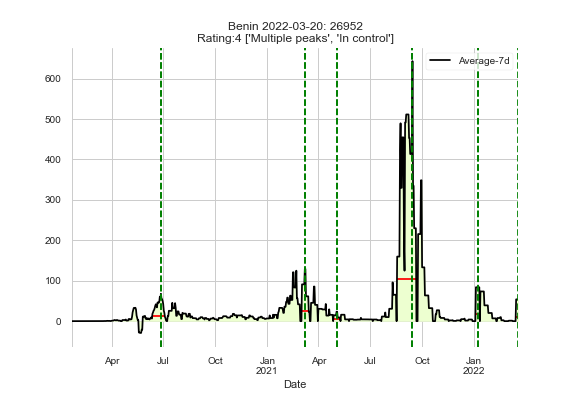 Benin 2022-03-20: 26952
Rating:4 ['Multiple peaks', 'In control']
Average-7d
600
500
400
300
200
100
0
Apr Jul Oct Jan Apr Jul Oct Jan
2021 2022
Date